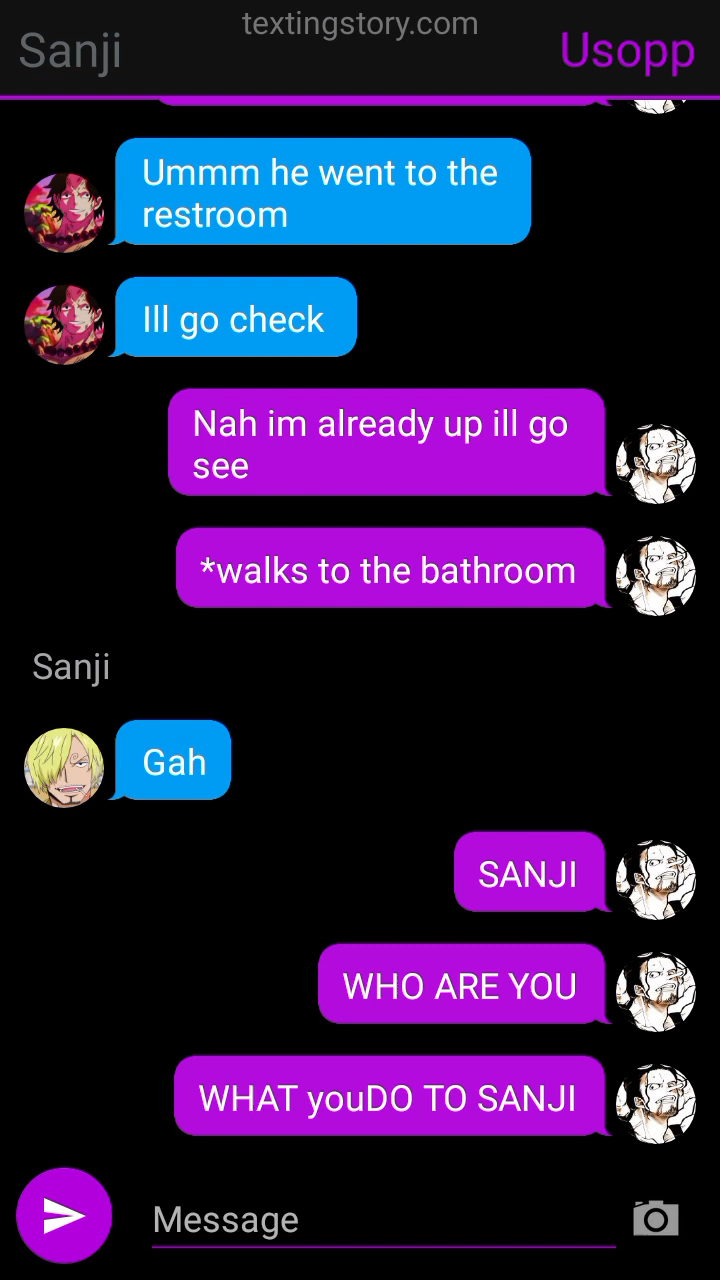 textingstory.com
Sanji
Usopp
Ummm he went to the
restroom
Ill go check
Nah im already up ill go
see
*walks to the bathroom
Sanji
Gah
SANJI
WHO ARE YOU
WHAT youDO TO SANJI
Message